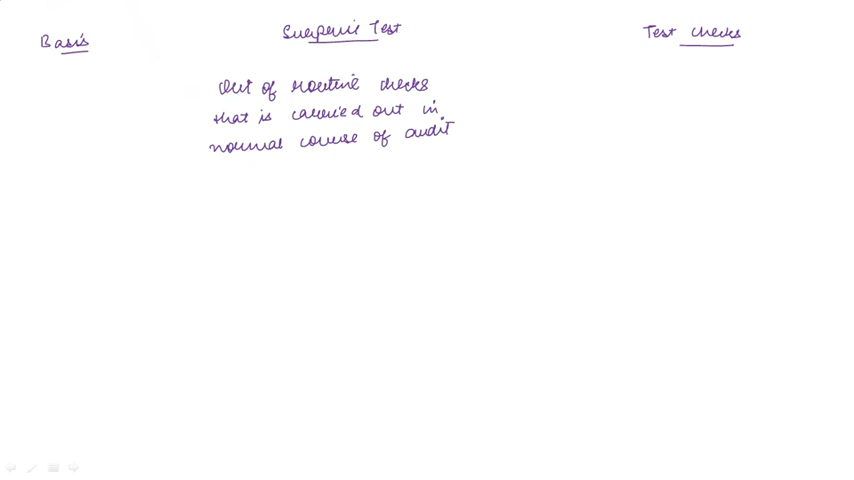 Basis
Surprise Test
Test checks
Out of routine checks
that is carried out in
normal course of audit